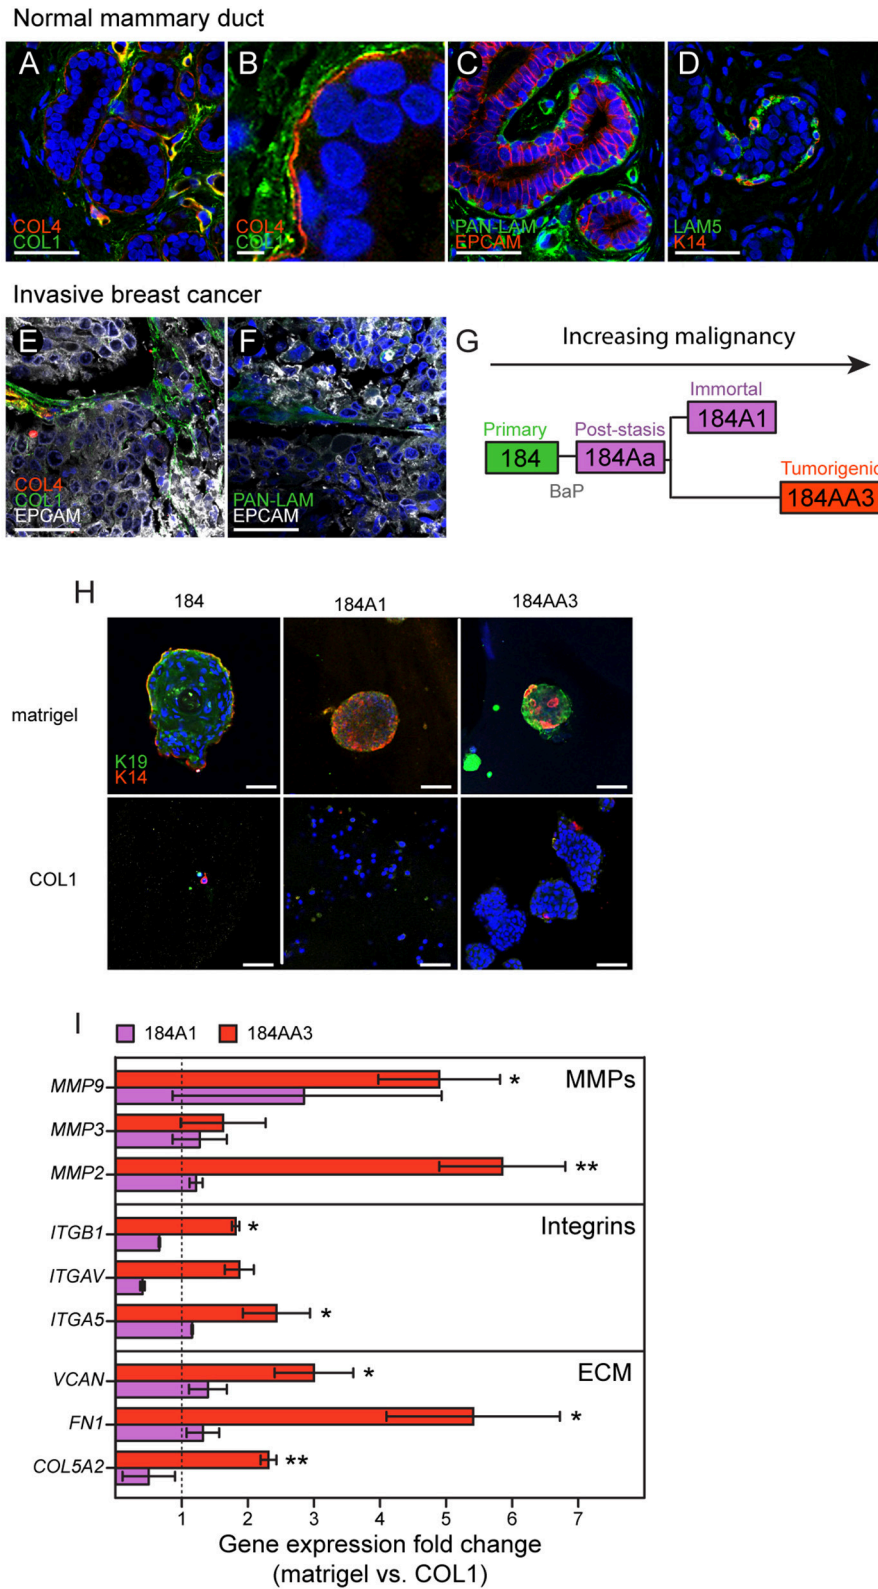 Normal mammary duct
A
B
C
D
COL4
COL1
COL4
COL1
PAN-LAM
EPCAM
LAM5
K14
Invasive breast cancer
E
F
G
COL4
COL1
EPCAM
PAN-LAM
EPCAM
Increasing malignancy
Immortal
184A1
Primary
Post-stasis
184
184Aa
BaP
Tumorigenic
184AA3
H
184
184A1
184AA3
matrigel
K19
K14
COL1
I
184A1
184AA3
MMP9
*
MMPs
MMP3
MMP2
**
ITGB1
*
Integrins
ITGAV
ITGA5
*
VCAN
*
ECM
FN1
*
COL5A2
**
1 2 3 4 5 6 7
Gene expression fold change
(matrigel vs. COL1)